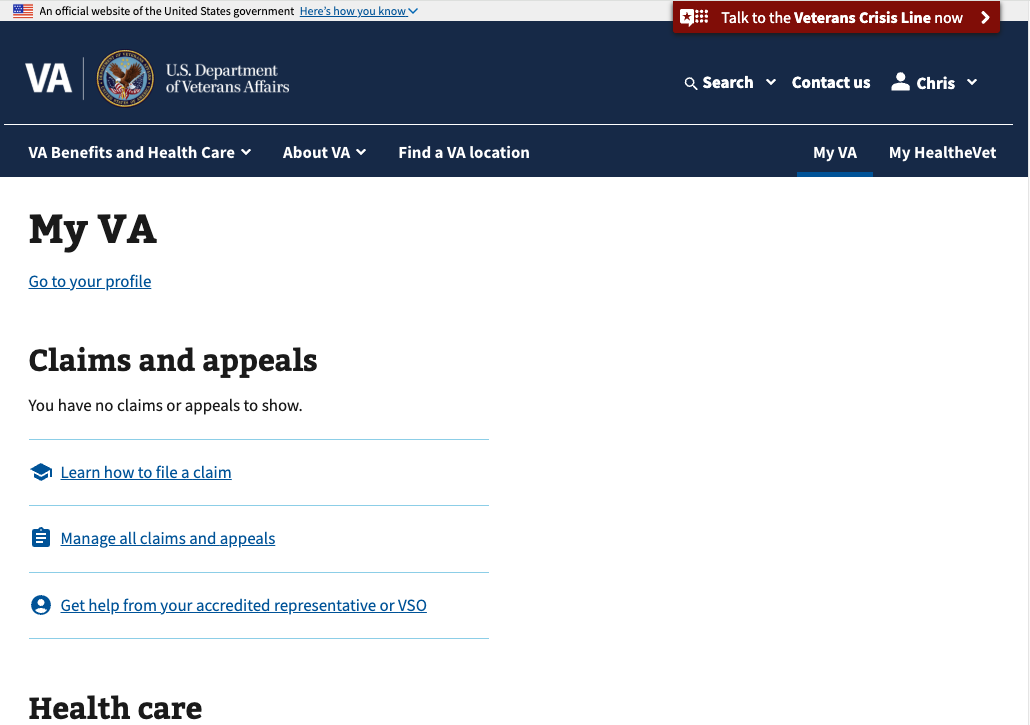 An official website of the United States government Here's how you know
Talk to the Veterans Crisis Line now
VA
U.S. Department
of Veterans Affairs
Search
Contact us
Chris
VA Benefits and Health Care
About VA
Find a VA location
My VA
My HealtheVet
My VA
Go to your profile
Claims and appeals
You have no claims or appeals to show.
Learn how to file a claim
Manage all claims and appeals
Get help from your accredited representative or VSO
Health care